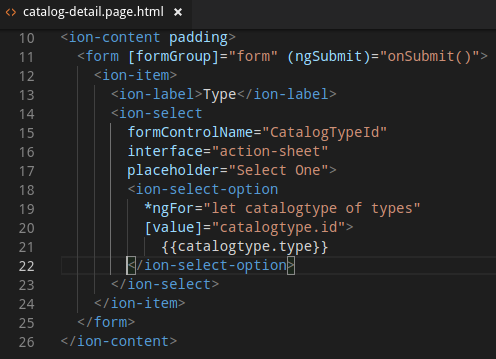 <> catalog-detail.page.html ×
10 <ion-content padding>
11 <form [formGroup]="form" (ngSubmit)="onSubmit()">
12 <ion-item>
13 <ion-label>Type</ion-label>
14 <ion-select
15 formControlName="CatalogTypeId"
16 interface="action-sheet"
17 placeholder="Select One">
18 <ion-select-option
19 *ngFor="let catalogtype of types"
20 [value]="catalogtype.id">
21 {{catalogtype.type}}
22 </ion-select-option>
23 </ion-select>
24 </ion-item>
25 </form>
26 </ion-content>